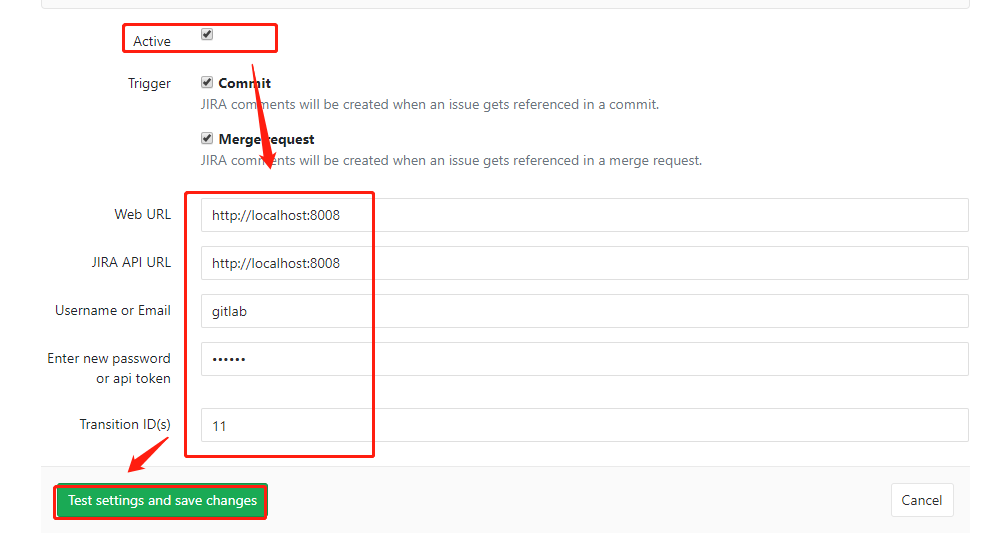 Active
Trigger
Commit
JIRA comments will be created when an issue gets referenced in a commit.
Merge request
JIRA comments will be created when an issue gets referenced in a merge request.
Web URL
http://localhost:8008
JIRA API URL
http://localhost:8008
Username or Email
gitlab
Enter new password
or api token
••••••
Transition ID(s)
11
Test settings and save changes
Cancel